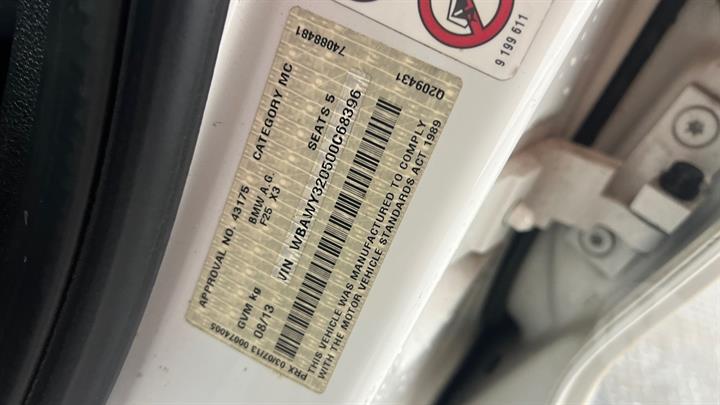 9 199 611
74088481
Q209431
APPROVAL NO. 43175 CATEGORY MC
BMW A.G.
F25 X3 SEATS 5
VIN WBAWY320500C68396
GVM kg
08/13
THIS VEHICLE WAS MANUFACTURED TO COMPLY
WITH THE MOTOR VEHICLE STANDARDS ACT 1989
PRX 03/07/13 00074005